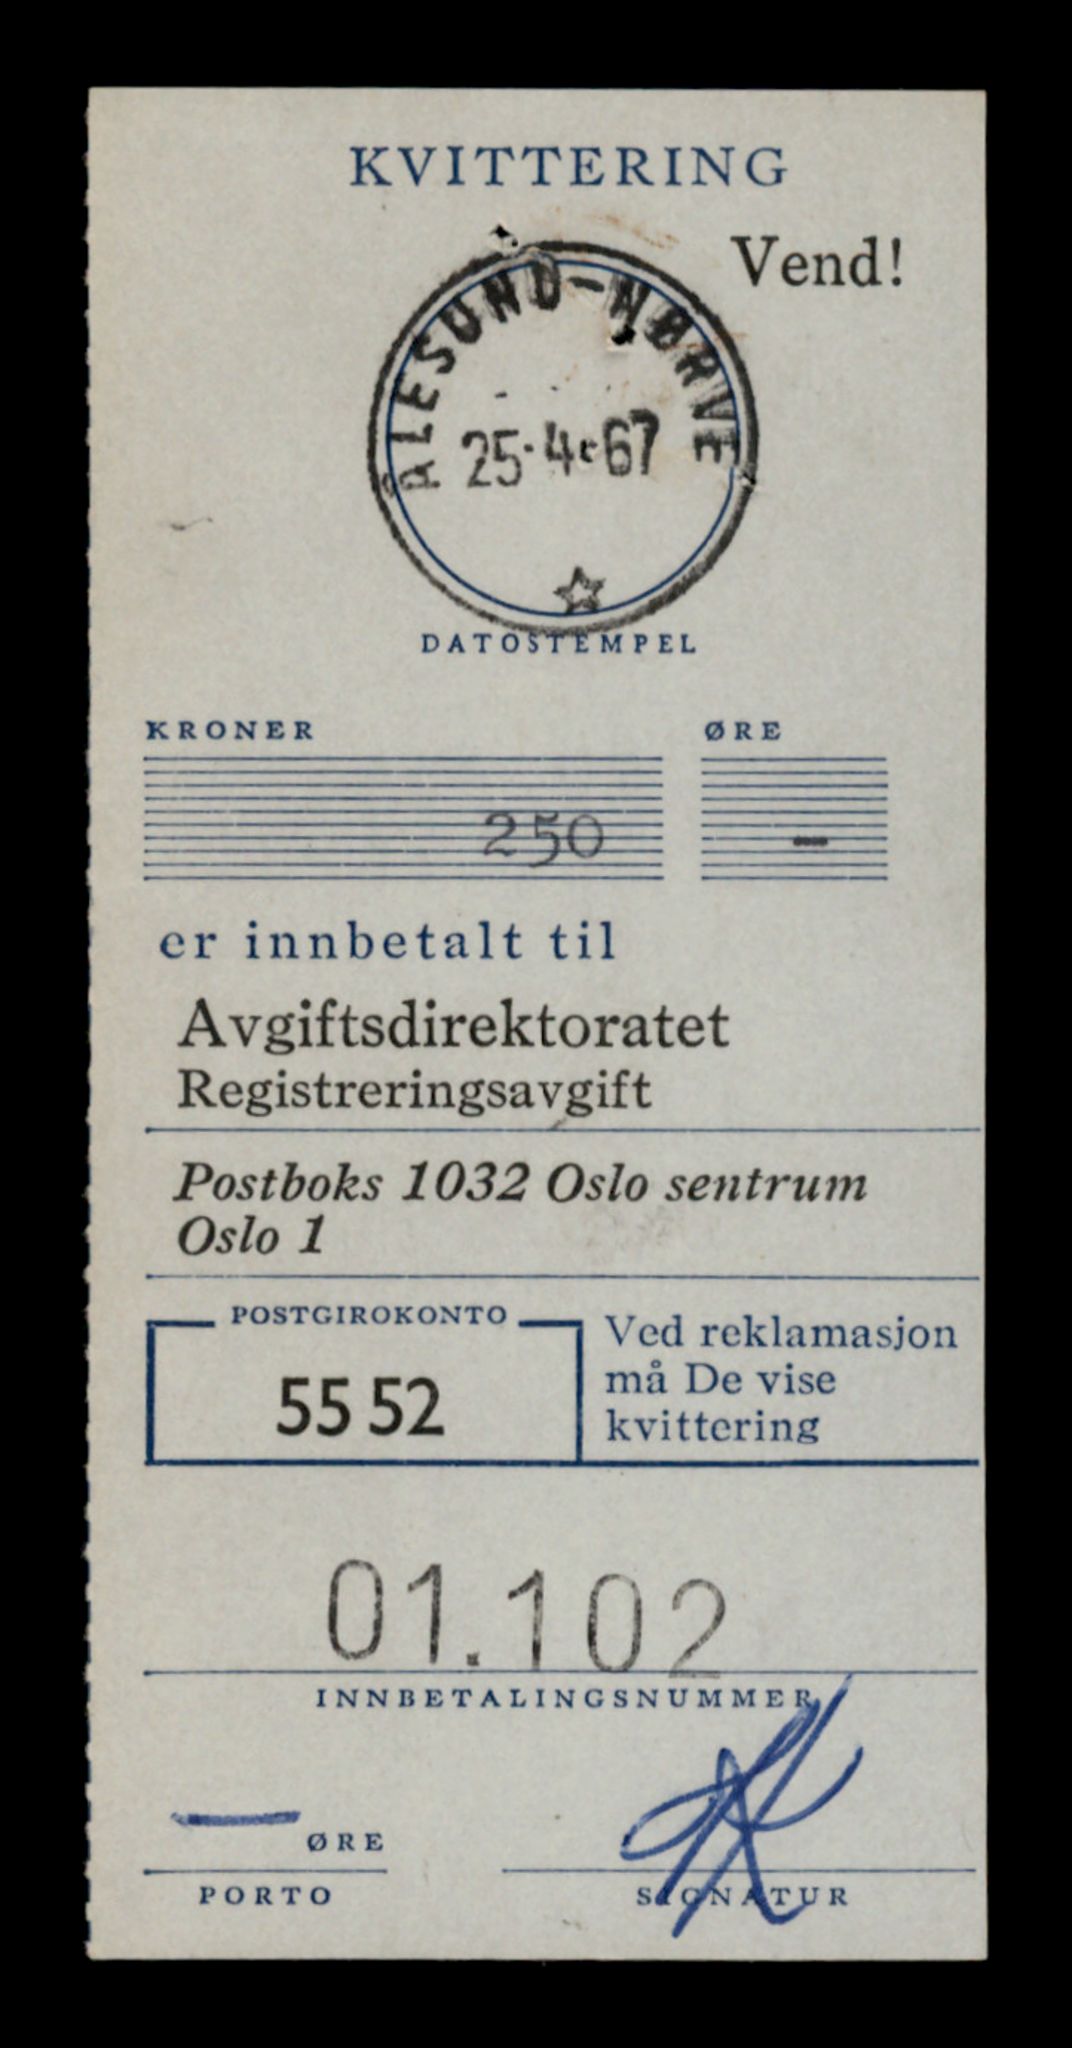 KVITTERING
Vend!
ÅLESUND-NØRVE
25.4.67
DATOSTEMPEL
KRONER ØRE
250 -
er innbetalt til
Avgiftsdirektoratet
Registreringsavgift
Postboks 1032 Oslo sentrum
Oslo 1
POSTGIROKONTO
55 52
Ved reklamasjon
må De vise
kvittering
01.102
INNBETALINGSNUMMER
— ØRE
PORTO
SIGNATUR